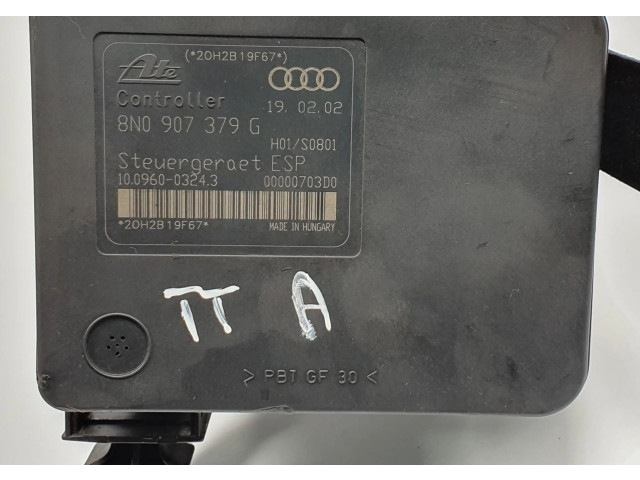 (*20H2B19F67*)
Ate
Controller
19. 02. 02
8N0 907 379 G
H01/S0801
Steuergeraet ESP
10.0960-0324.3
00000703D0
*20H2B19F67*
MADE IN HUNGARY
TT A
> PBT GF 30 <